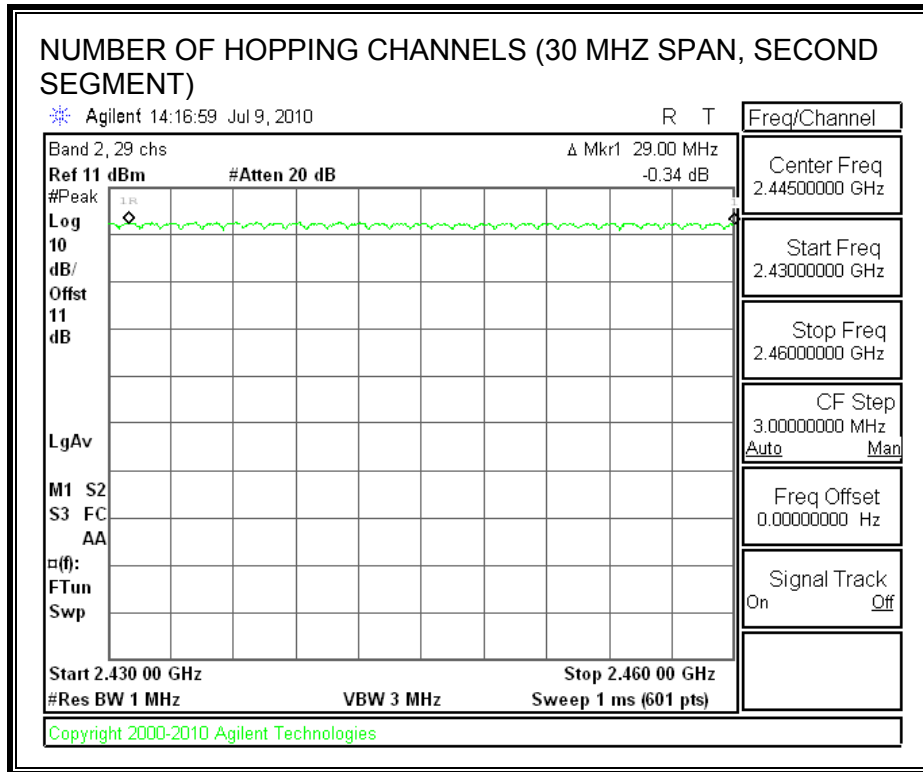 NUMBER OF HOPPING CHANNELS (30 MHZ SPAN, SECOND
SEGMENT)
Agilent 14:16:59 Jul 9, 2010 R T
Band 2, 29 chs Δ Mkr1 29.00 MHz
Ref 11 dBm #Atten 20 dB -0.34 dB
#Peak
Log
10
dB/
Offst
11
dB
LgAv
M1 S2
S3 FC
AA
¤(f):
FTun
Swp
1R
1
Start 2.430 00 GHz Stop 2.460 00 GHz
#Res BW 1 MHz VBW 3 MHz Sweep 1 ms (601 pts)
Copyright 2000-2010 Agilent Technologies
Freq/Channel
Center Freq
2.44500000 GHz
Start Freq
2.43000000 GHz
Stop Freq
2.46000000 GHz
CF Step
3.00000000 MHz
Auto Man
Freq Offset
0.00000000 Hz
Signal Track
On Off